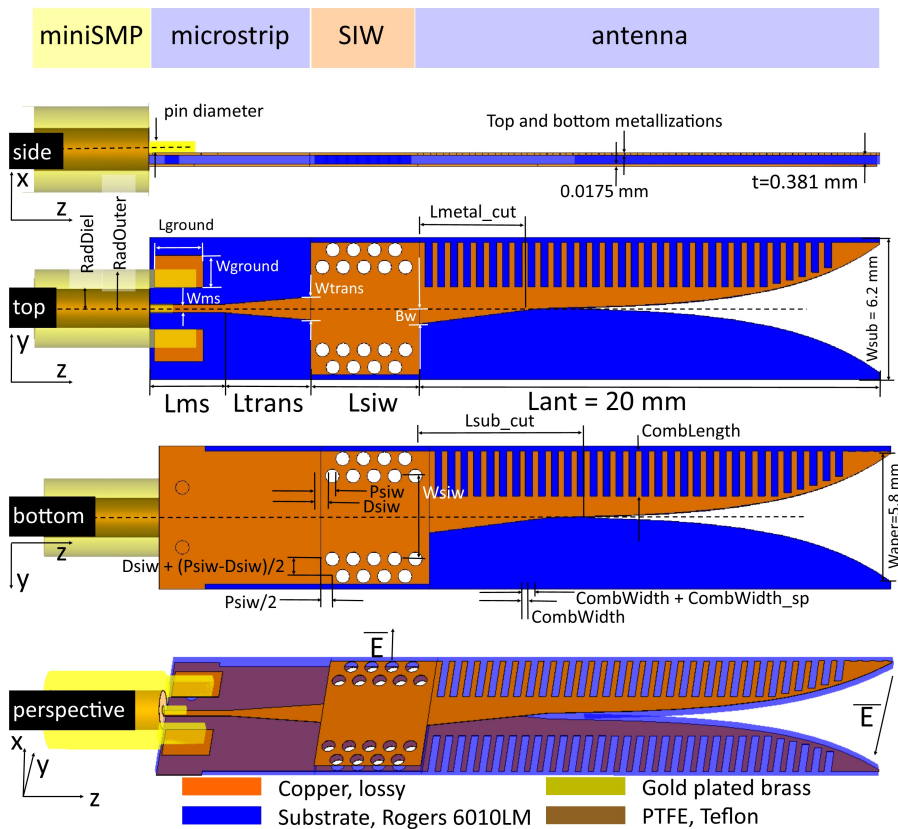 miniSMP microstrip SIW antenna
pin diameter
Top and bottom metallizations
side
x
z
0.0175 mm
t=0.381 mm
Lmetal_cut
Lground
RadDiel
RadOuter
Wground
Wms
Wtrans
Bw
top
y
z
Wsub = 6.2 mm
Lms Ltrans Lsiw Lant = 20 mm
Lsub_cut
CombLength
Psiw
Wsiw
Dsiw
bottom
z
y
Waper=5.8 mm
Dsiw + (Psiw-Dsiw)/2
Psiw/2
CombWidth + CombWidth_sp
CombWidth
E
E
perspective
x
y
z
Copper, lossy
Gold plated brass
Substrate, Rogers 6010LM
PTFE, Teflon